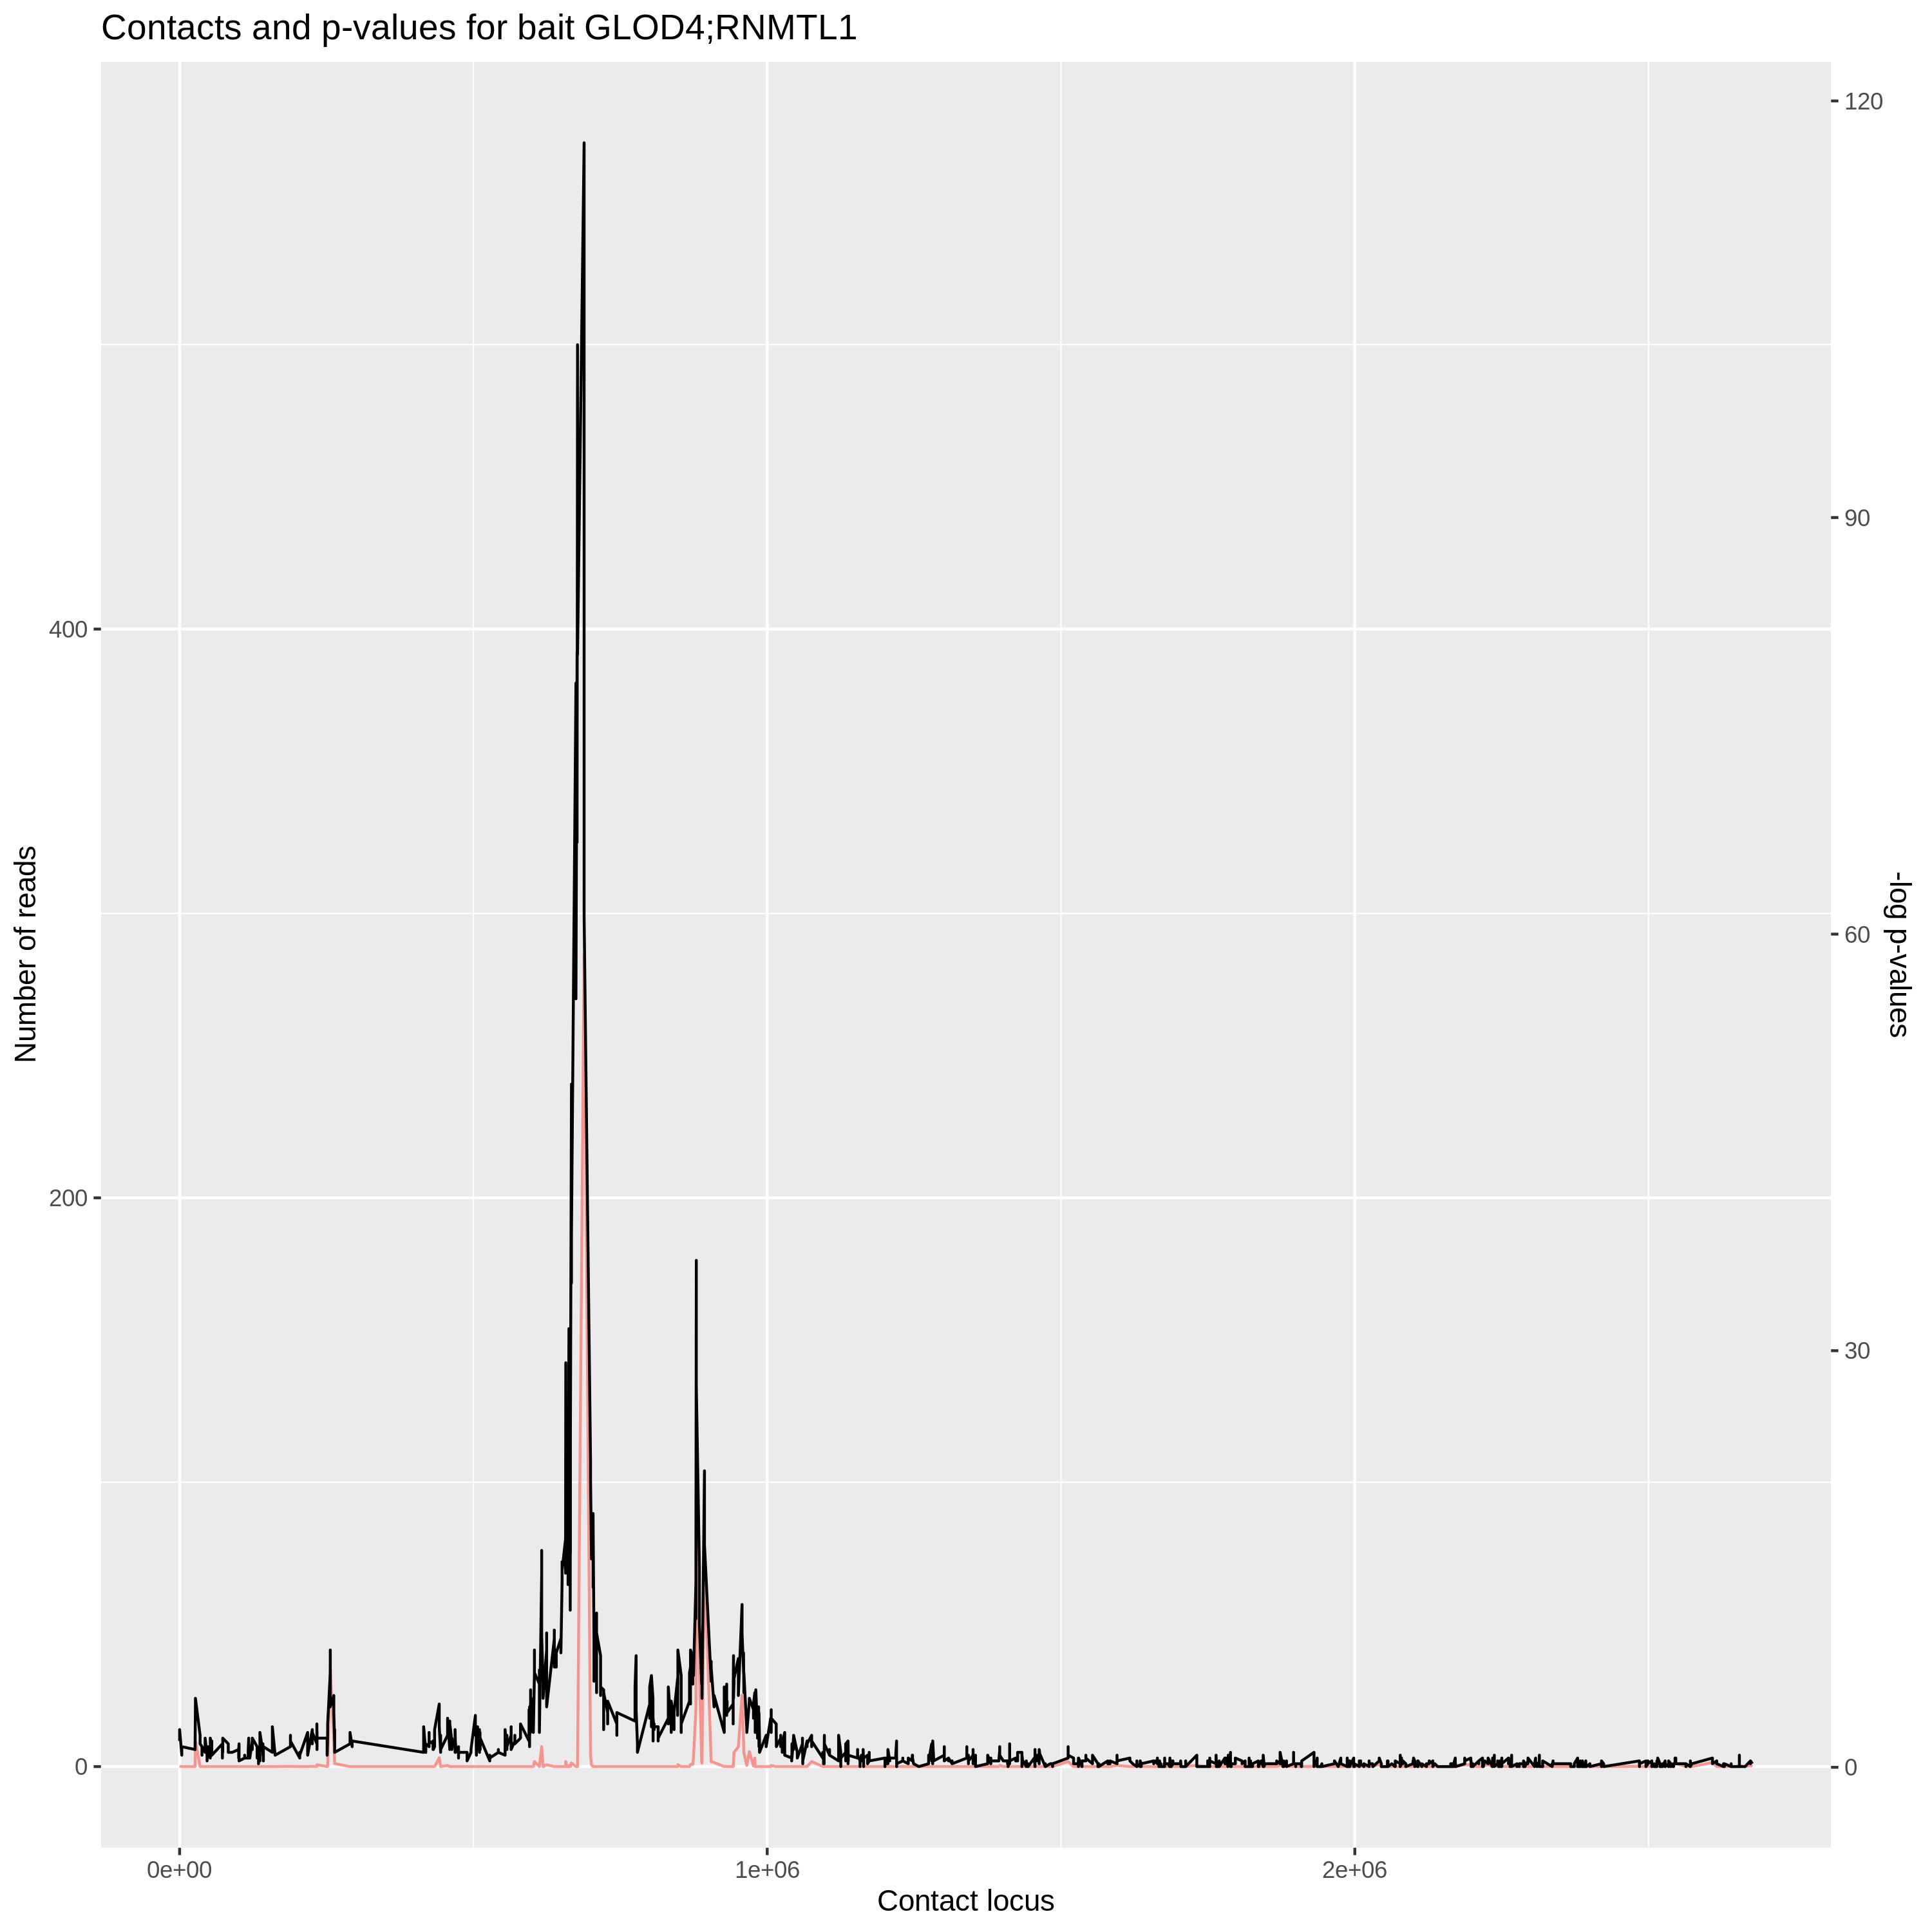 Contacts and p-values for bait GLOD4;RNMTL1
120
90
400
60
Number of reads
-log p-values
200
30
0
0
0e+00
1e+06
2e+06
Contact locus